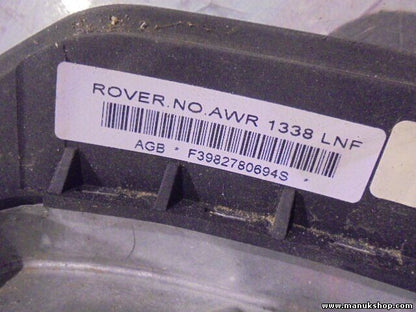 ROVER.NO.AWR 1338 LNF
AGB * F3982780694S *
www.manukshop.com